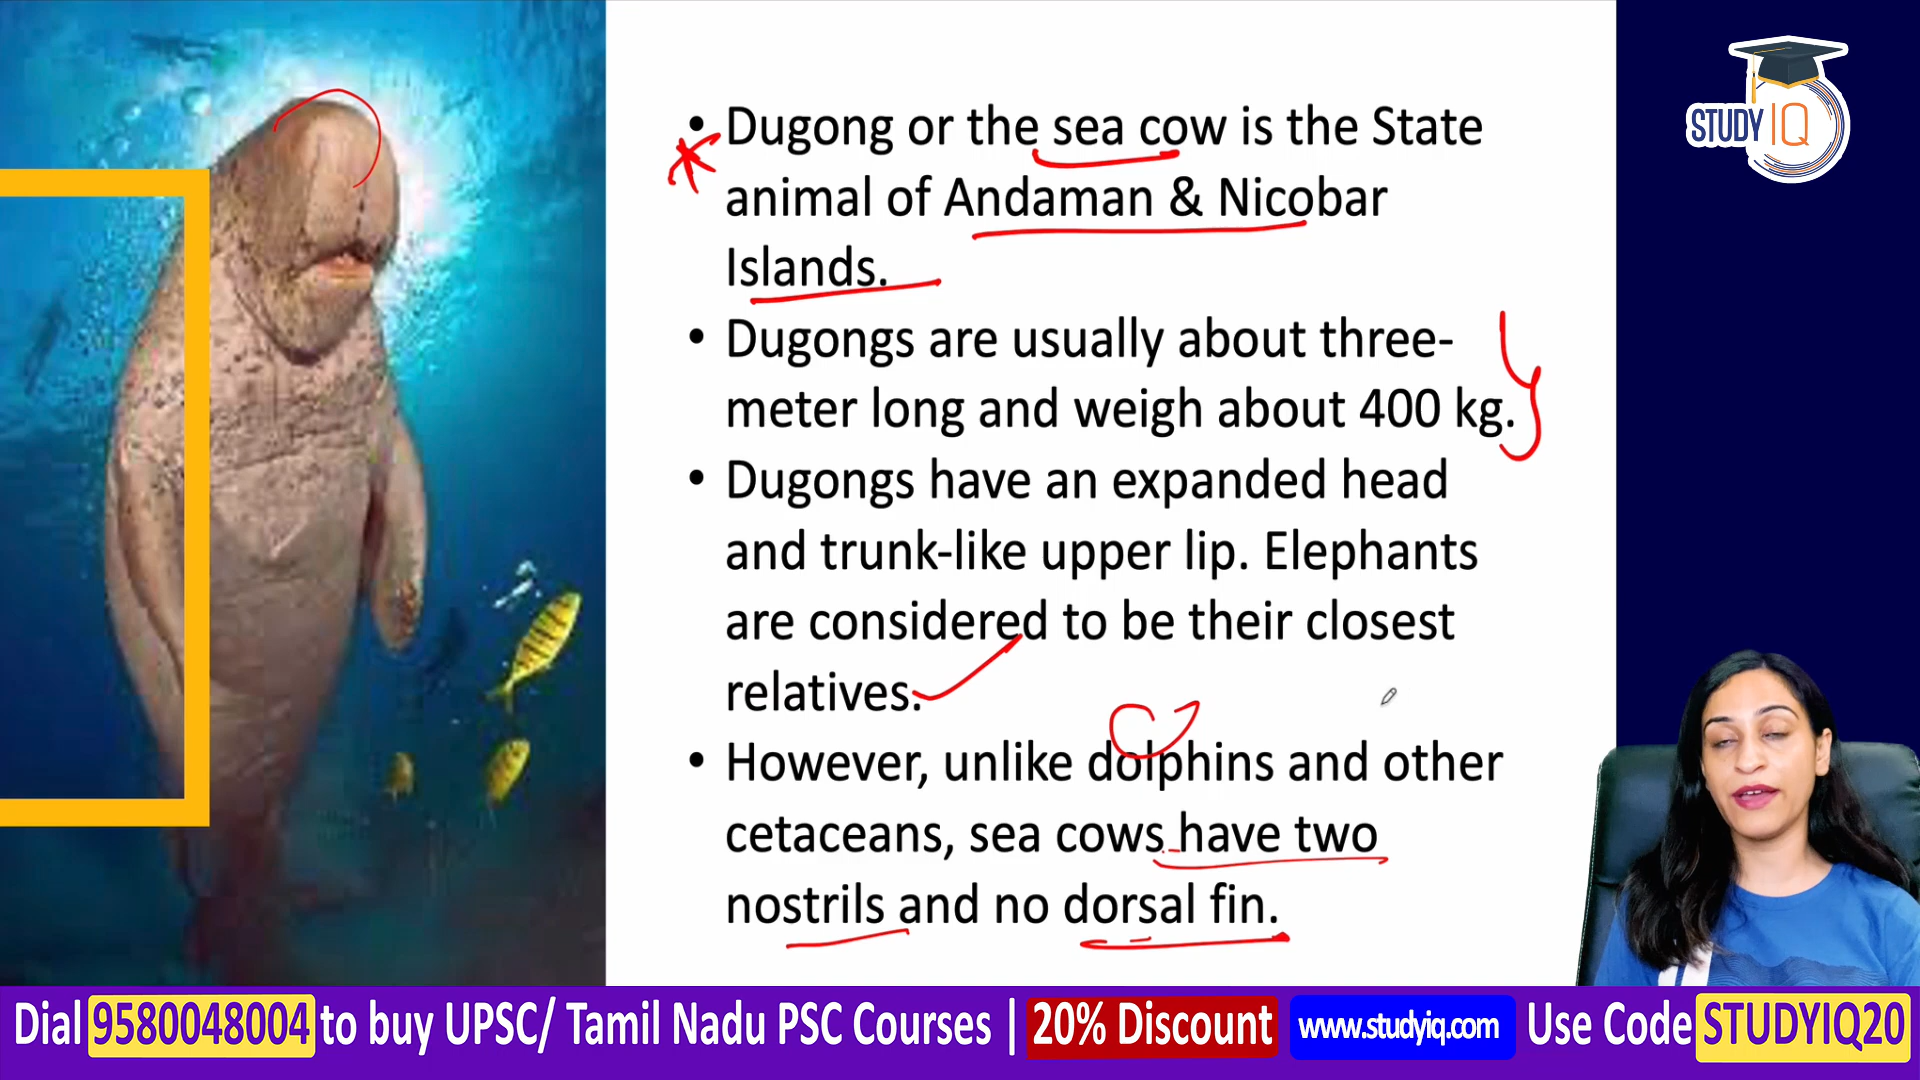 STUDY IQ
• Dugong or the sea cow is the State
animal of Andaman & Nicobar
Islands.
• Dugongs are usually about three-
meter long and weigh about 400 kg.
• Dugongs have an expanded head
and trunk-like upper lip. Elephants
are considered to be their closest
relatives.
• However, unlike dolphins and other
cetaceans, sea cows have two
nostrils and no dorsal fin.
Dial 9580048004 to buy UPSC/ Tamil Nadu PSC Courses | 20% Discount www.studyiq.com Use Code STUDYIQ20